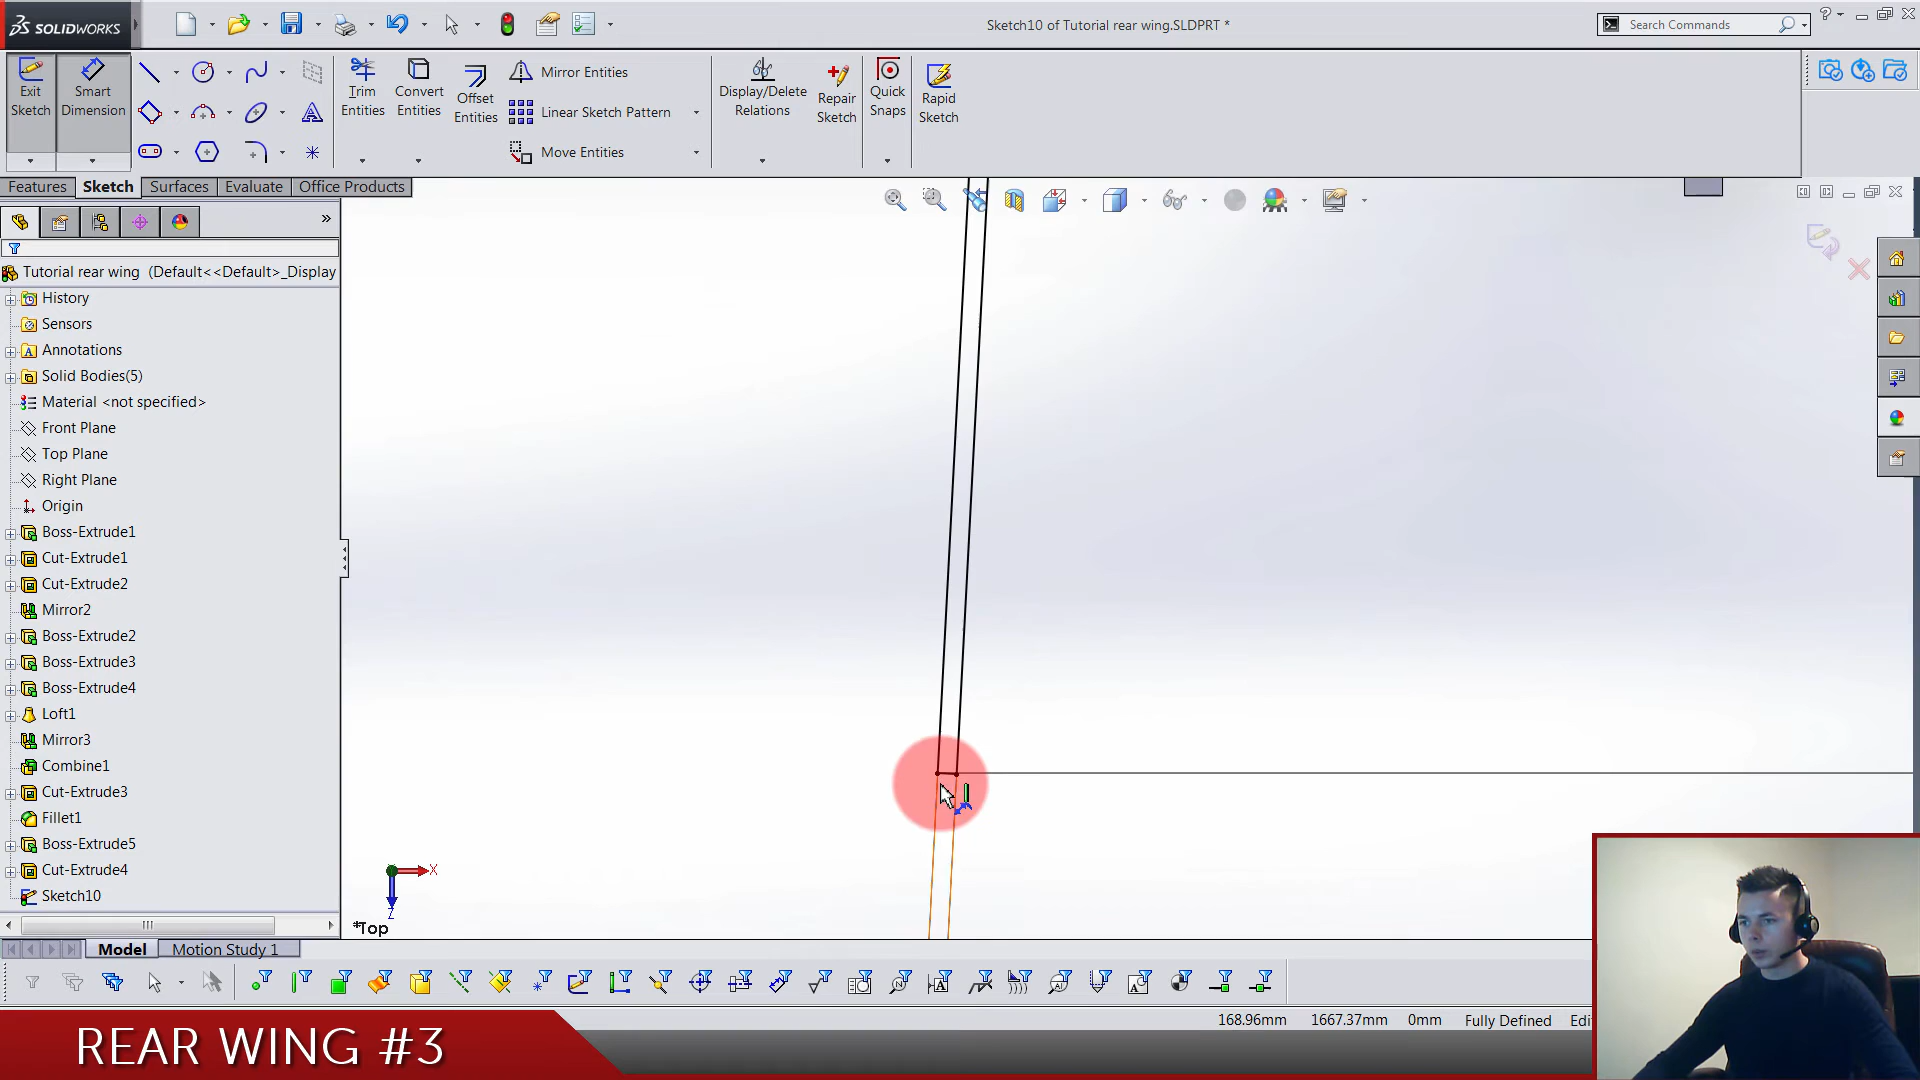 SOLIDWORKS
Sketch10 of Tutorial rear wing.SLDPRT *
Search Commands
?
Exit Sketch
Smart Dimension
Trim Entities
Convert Entities
Offset Entities
Mirror Entities
Linear Sketch Pattern
Move Entities
Display/Delete Relations
Repair Sketch
Quick Snaps
Rapid Sketch
Features
Sketch
Surfaces
Evaluate
Office Products
»
Tutorial rear wing (Default<<Default>_Display
History
Sensors
Annotations
Solid Bodies(5)
Material <not specified>
Front Plane
Top Plane
Right Plane
Origin
Boss-Extrude1
Cut-Extrude1
Cut-Extrude2
Mirror2
Boss-Extrude2
Boss-Extrude3
Boss-Extrude4
Loft1
Mirror3
Combine1
Cut-Extrude3
Fillet1
Boss-Extrude5
Cut-Extrude4
Sketch10
X
Z
*Top
Model
Motion Study 1
168.96mm
1667.37mm
0mm
Fully Defined
Edi
REAR WING #3